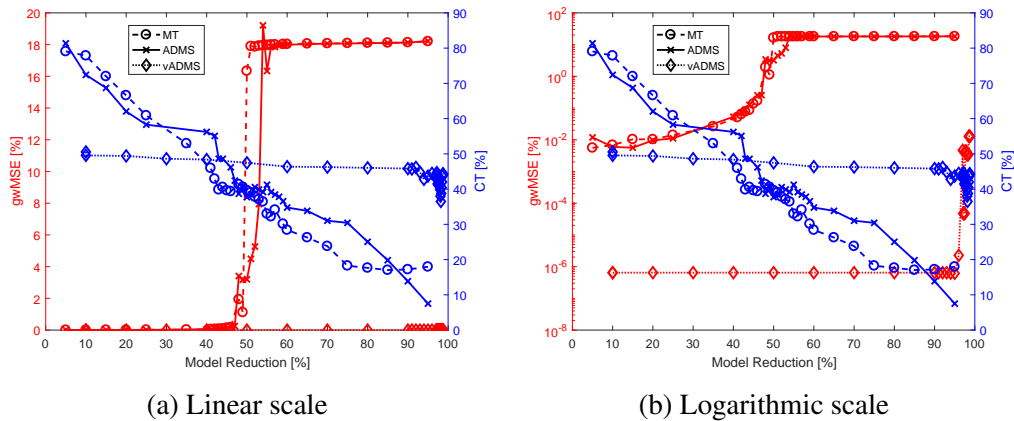 20
18
16
14
12
10
8
6
4
2
0
gwMSE [%]
MT
ADMS
vADMS
90
80
70
60
50
40
30
20
10
0
CT [%]
0 10 20 30 40 50 60 70 80 90 100
Model Reduction [%]
(a) Linear scale
10^2
10^0
10^-2
10^-4
10^-6
10^-8
gwMSE [%]
MT
ADMS
vADMS
90
80
70
60
50
40
30
20
10
0
CT [%]
0 10 20 30 40 50 60 70 80 90 100
Model Reduction [%]
(b) Logarithmic scale